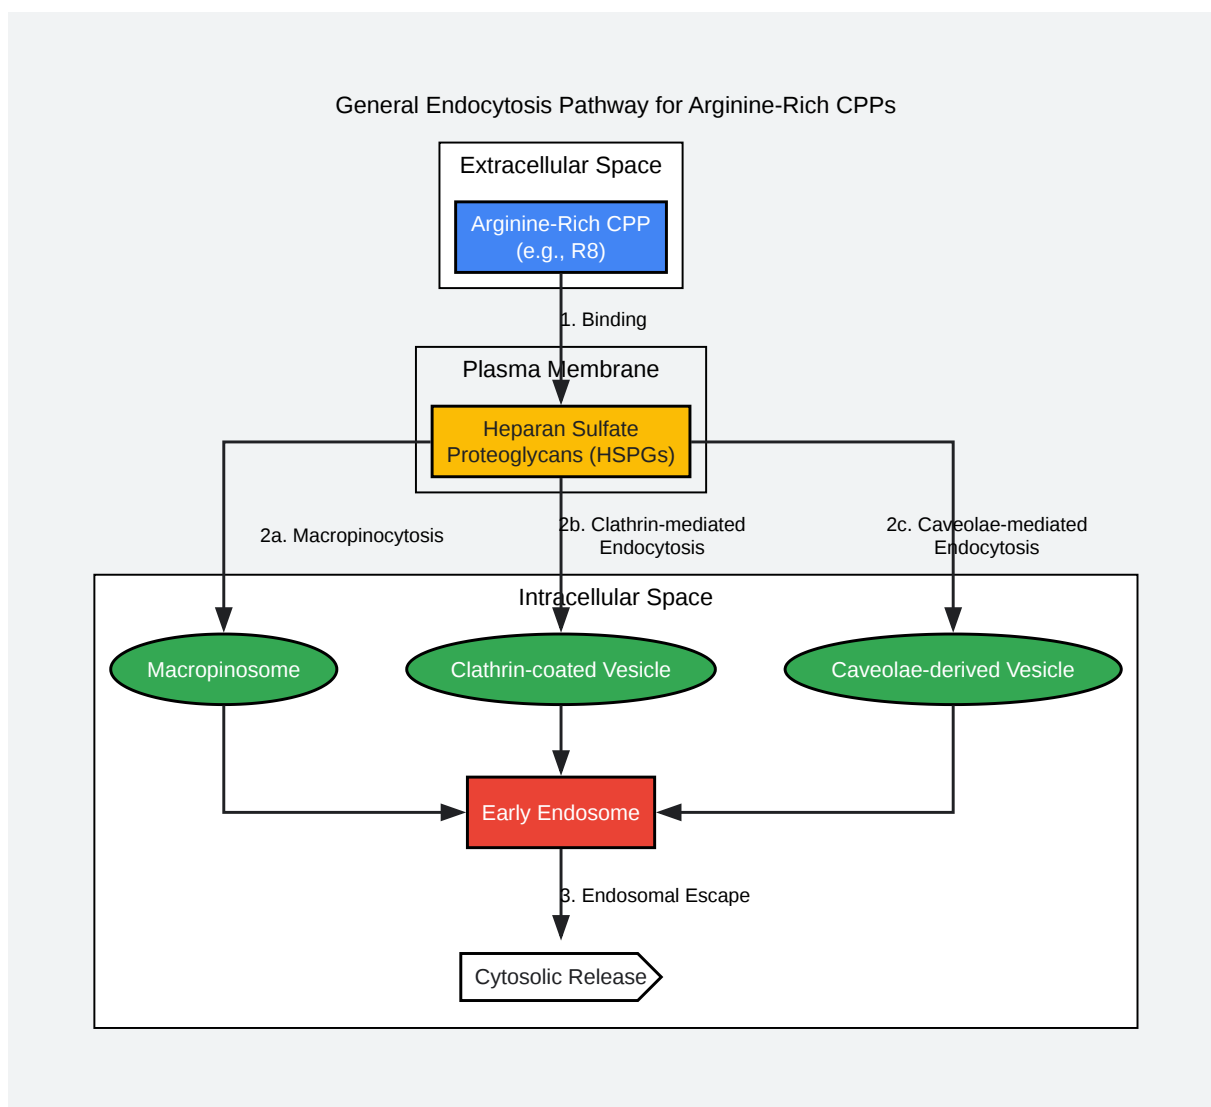 General Endocytosis Pathway for Arginine-Rich CPPs
Extracellular Space
Arginine-Rich CPP
(e.g., R8)
1. Binding
Plasma Membrane
Heparan Sulfate
Proteoglycans (HSPGs)
2a. Macropinocytosis
2b. Clathrin-mediated
Endocytosis
2c. Caveolae-mediated
Endocytosis
Intracellular Space
Macropinosome
Clathrin-coated Vesicle
Caveolae-derived Vesicle
Early Endosome
3. Endosomal Escape
Cytosolic Release